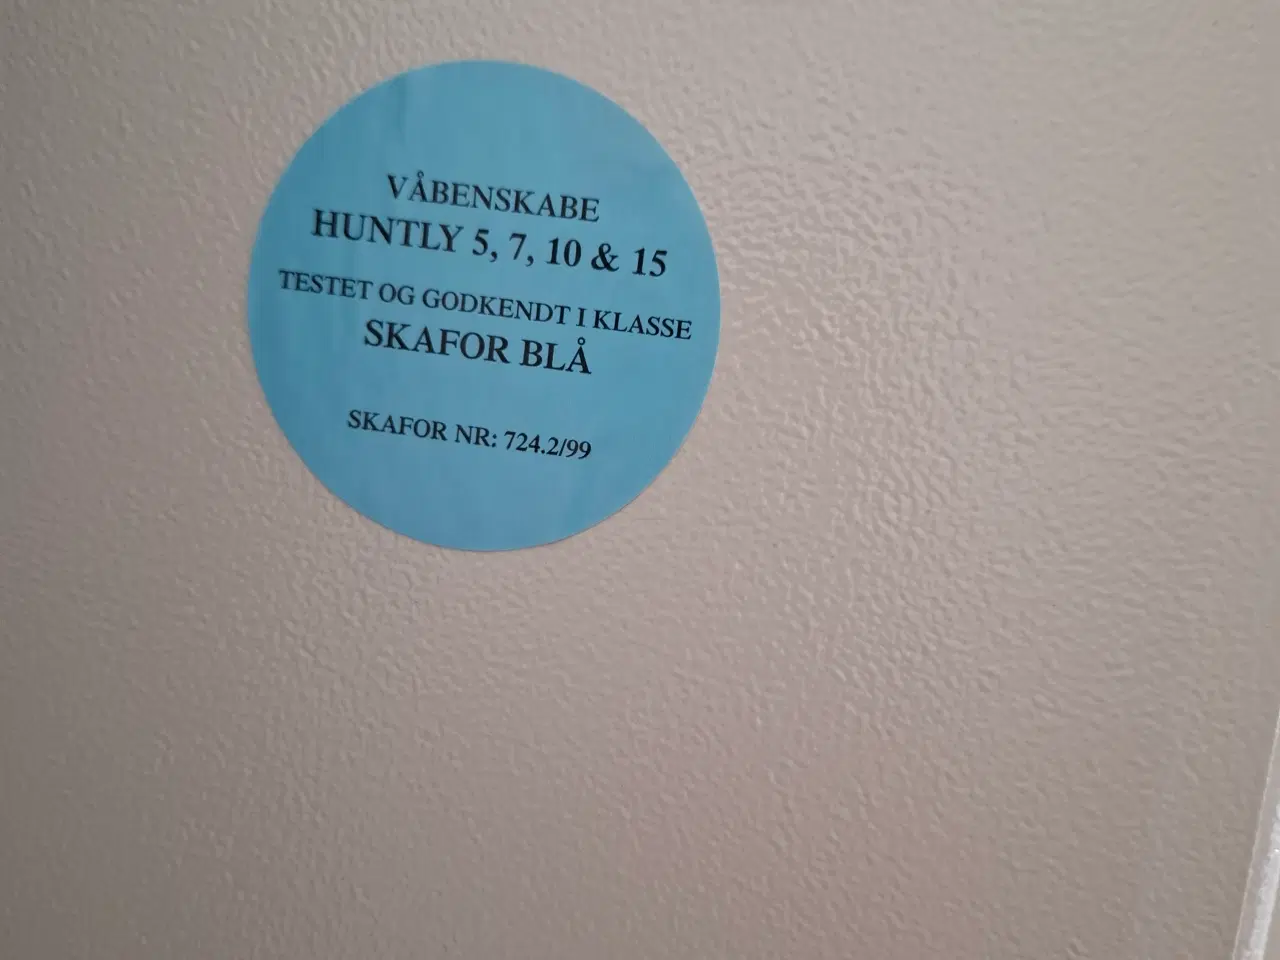 VÅBENSKABE
HUNTLY 5, 7, 10 & 15
TESTET OG GODKENDT I KLASSE
SKAFOR BLÅ
SKAFOR NR: 724.2/99